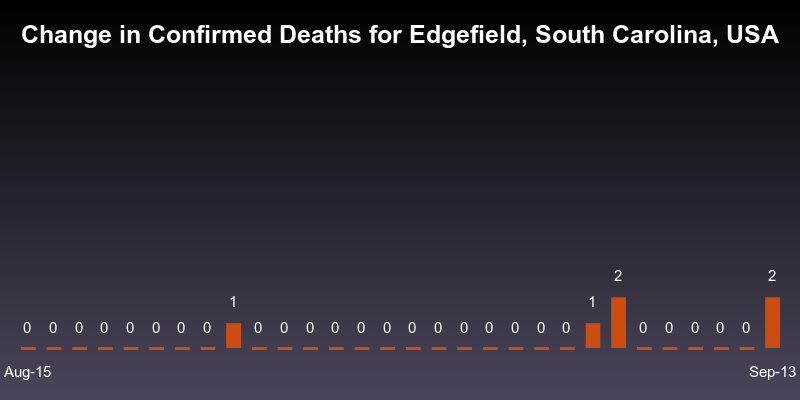 Change in Confirmed Deaths for Edgefield, South Carolina, USA
2 2
1 1
0 0 0 0 0 0 0 0 0 0 0 0 0 0 0 0 0 0 0 0 0 0 0 0 0 0
Aug-15 Sep-13